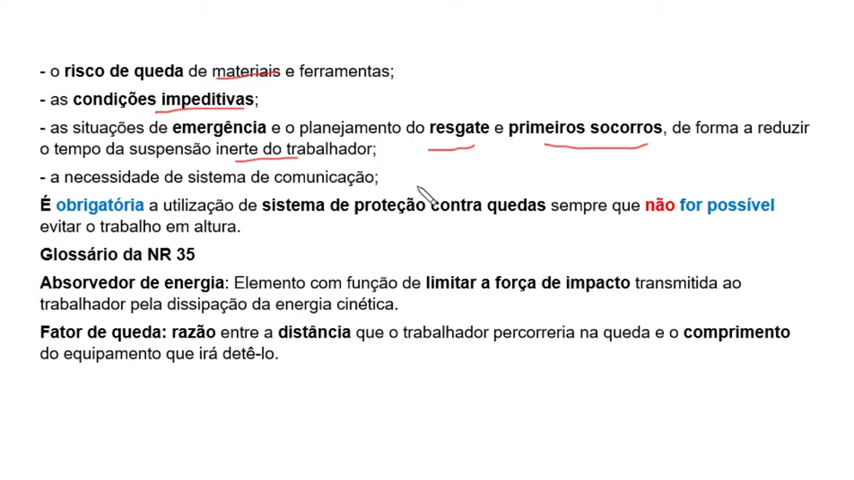 - o risco de queda de materiais e ferramentas;
- as condições impeditivas;
- as situações de emergência e o planejamento do resgate e primeiros socorros, de forma a reduzir
o tempo da suspensão inerte do trabalhador;
- a necessidade de sistema de comunicação;
É obrigatória a utilização de sistema de proteção contra quedas sempre que não for possível
evitar o trabalho em altura.
Glossário da NR 35
Absorvedor de energia: Elemento com função de limitar a força de impacto transmitida ao
trabalhador pela dissipação da energia cinética.
Fator de queda: razão entre a distância que o trabalhador percorreria na queda e o comprimento
do equipamento que irá detê-lo.